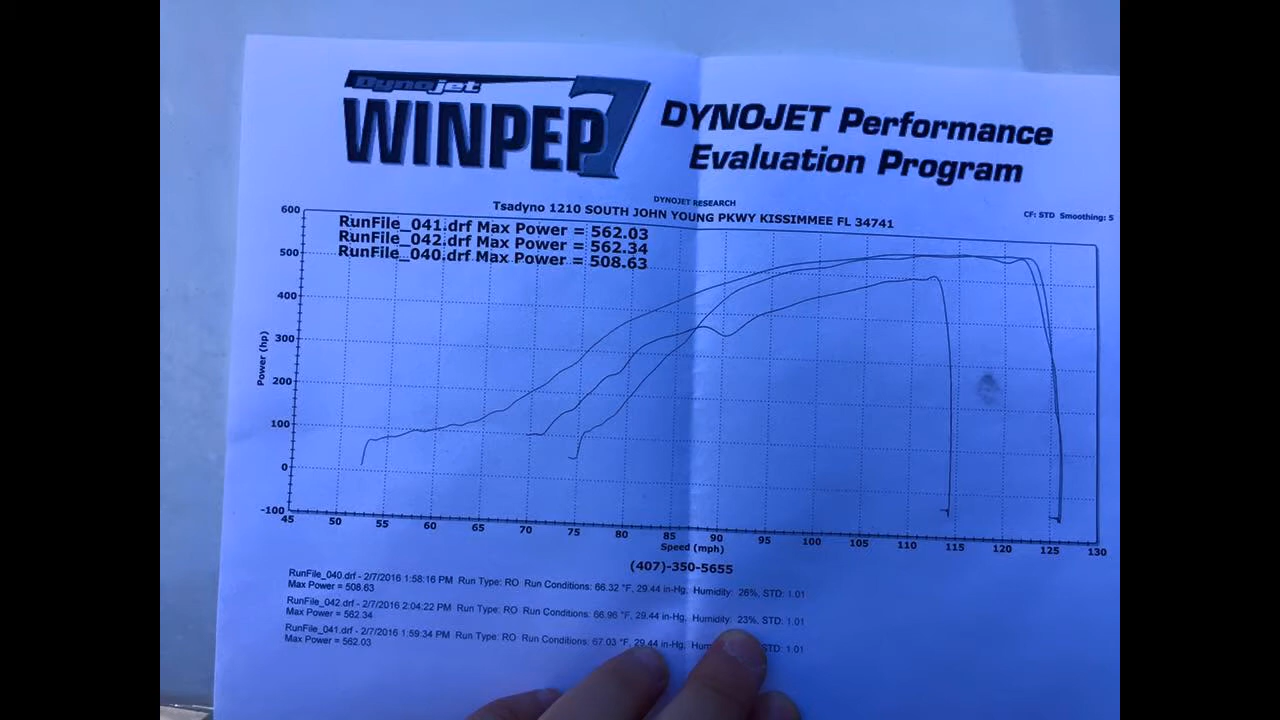 Dynojet
WINPEP7
DYNOJET Performance
Evaluation Program
DYNOJET RESEARCH
Tsadyno 1210 SOUTH JOHN YOUNG PKWY KISSIMMEE FL 34741
CF: STD Smoothing: 5
RunFile_041.drf Max Power = 562.03
RunFile_042.drf Max Power = 562.34
RunFile_040.drf Max Power = 508.63
600
500
400
300
200
100
0
-100
Power (hp)
45 50 55 60 65 70 75 80 85 90 95 100 105 110 115 120 125 130
Speed (mph)
(407)-350-5655
RunFile_040.drf - 2/7/2016 1:58:16 PM Run Type: RO Run Conditions: 66.32 °F, 29.44 in-Hg, Humidity: 26%, STD: 1.01
Max Power = 508.63
RunFile_042.drf - 2/7/2016 2:04:22 PM Run Type: RO Run Conditions: 66.96 °F, 29.44 in-Hg, Humidity: 23%, STD: 1.01
Max Power = 562.34
RunFile_041.drf - 2/7/2016 1:59:34 PM Run Type: RO Run Conditions: 67.03 °F, 29.44 in-Hg, STD: 1.01
Max Power = 562.03